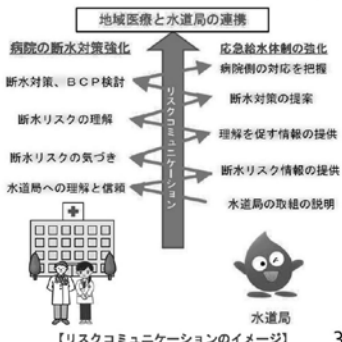 地域医療と水道局の連携
病院の断水対策強化
応急給水体制の強化
病院側の対応を把握
断水対策、BCP検討
断水対策の提案
断水リスクの理解
理解を促す情報の提供
断水リスクの気づき
断水リスク情報の提供
水道局への理解と信頼
水道局の取組の説明
リスクコミュニケーション
水道局
【リスクコミュニケーションのイメージ】
3